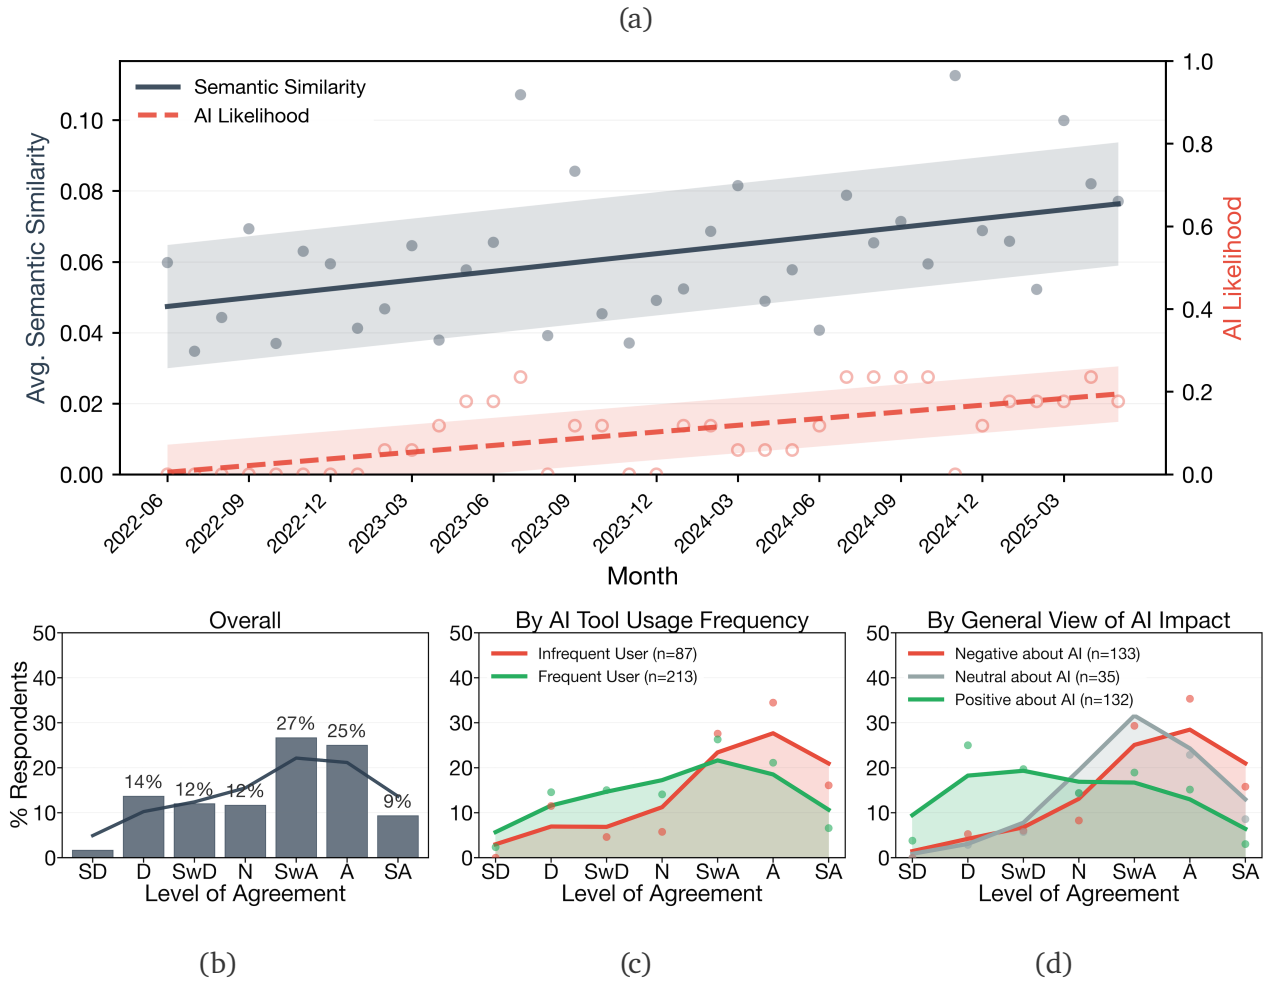 (a)
Semantic Similarity
AI Likelihood
Avg. Semantic Similarity
0.10
0.08
0.06
0.04
0.02
0.00
1.0
0.8
0.6
0.4
0.2
0.0
AI Likelihood
2022-06
2022-09
2022-12
2023-03
2023-06
2023-09
2023-12
2024-03
2024-06
2024-09
2024-12
2025-03
Month
Overall
% Respondents
50
40
30
20
10
0
14%
12%
12%
27%
25%
9%
SD D SwD N SwA A SA
Level of Agreement
(b)
By AI Tool Usage Frequency
Infrequent User (n=87)
Frequent User (n=213)
50
40
30
20
10
0
SD D SwD N SwA A SA
Level of Agreement
(c)
By General View of AI Impact
Negative about AI (n=133)
Neutral about AI (n=35)
Positive about AI (n=132)
50
40
30
20
10
0
SD D SwD N SwA A SA
Level of Agreement
(d)